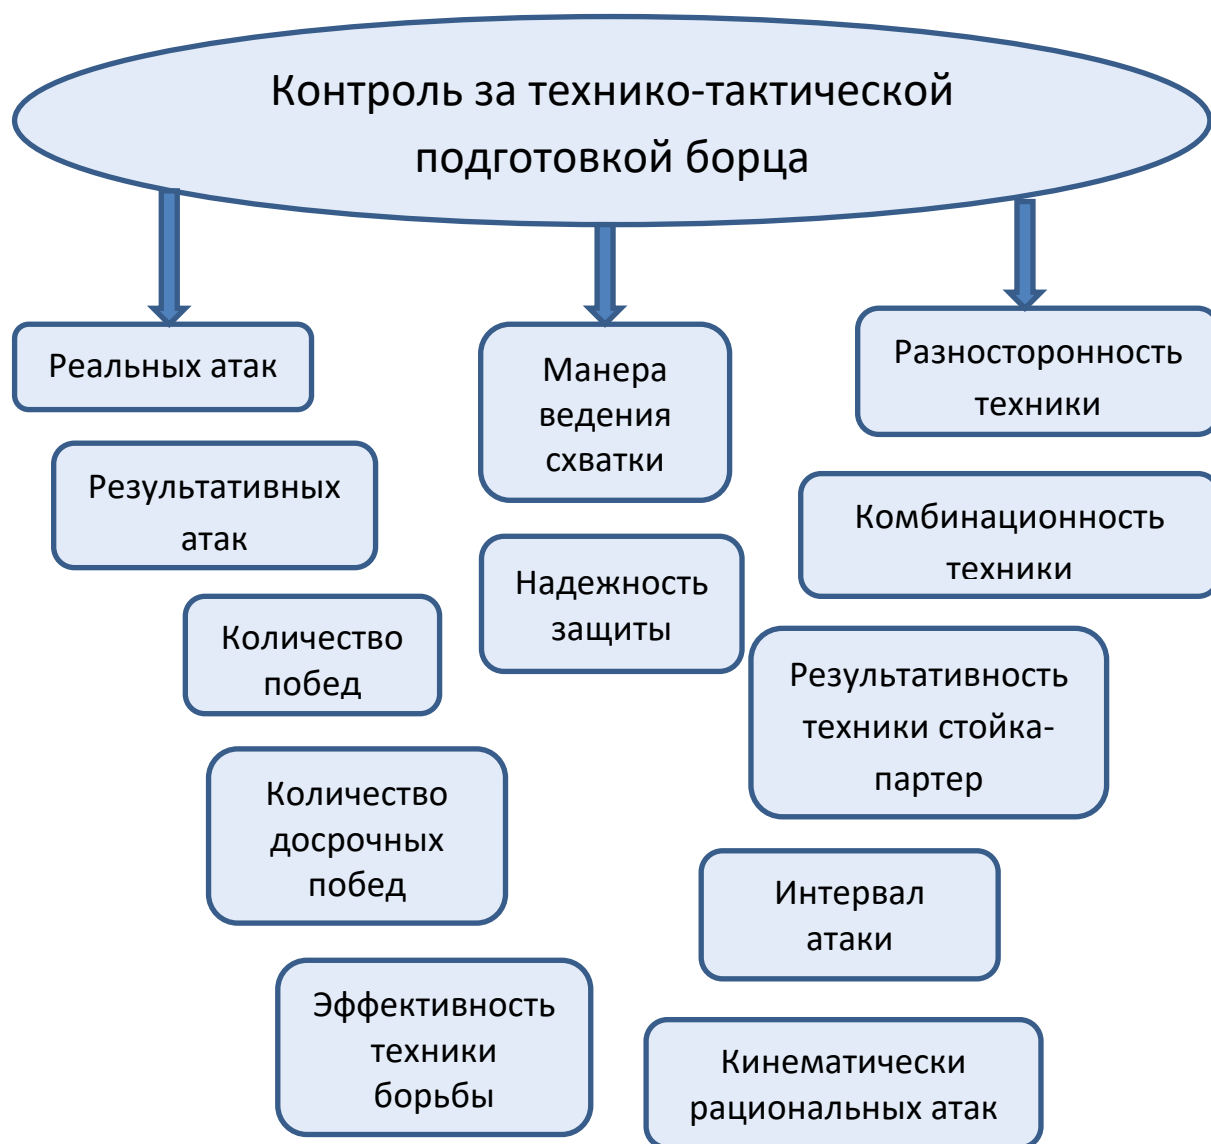 Контроль за технико-тактической
подготовкой борца
Реальных атак
Результативных
атак
Количество
побед
Количество
досрочных
побед
Эффективность
техники
борьбы
Манера
ведения
схватки
Надежность
защиты
Разносторонность
техники
Комбинационность
техники
Результативность
техники стойка-
партер
Интервал
атаки
Кинематически
рациональных атак